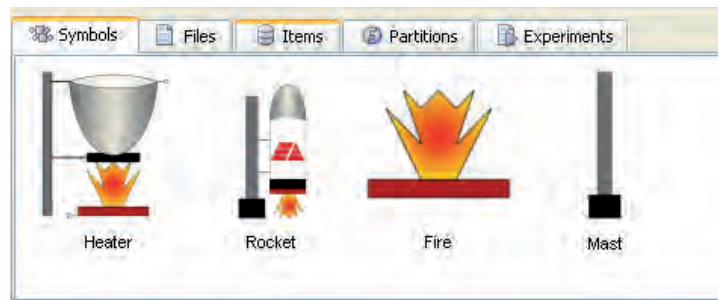 Symbols Files Items Partitions Experiments
Heater Rocket Fire Mast